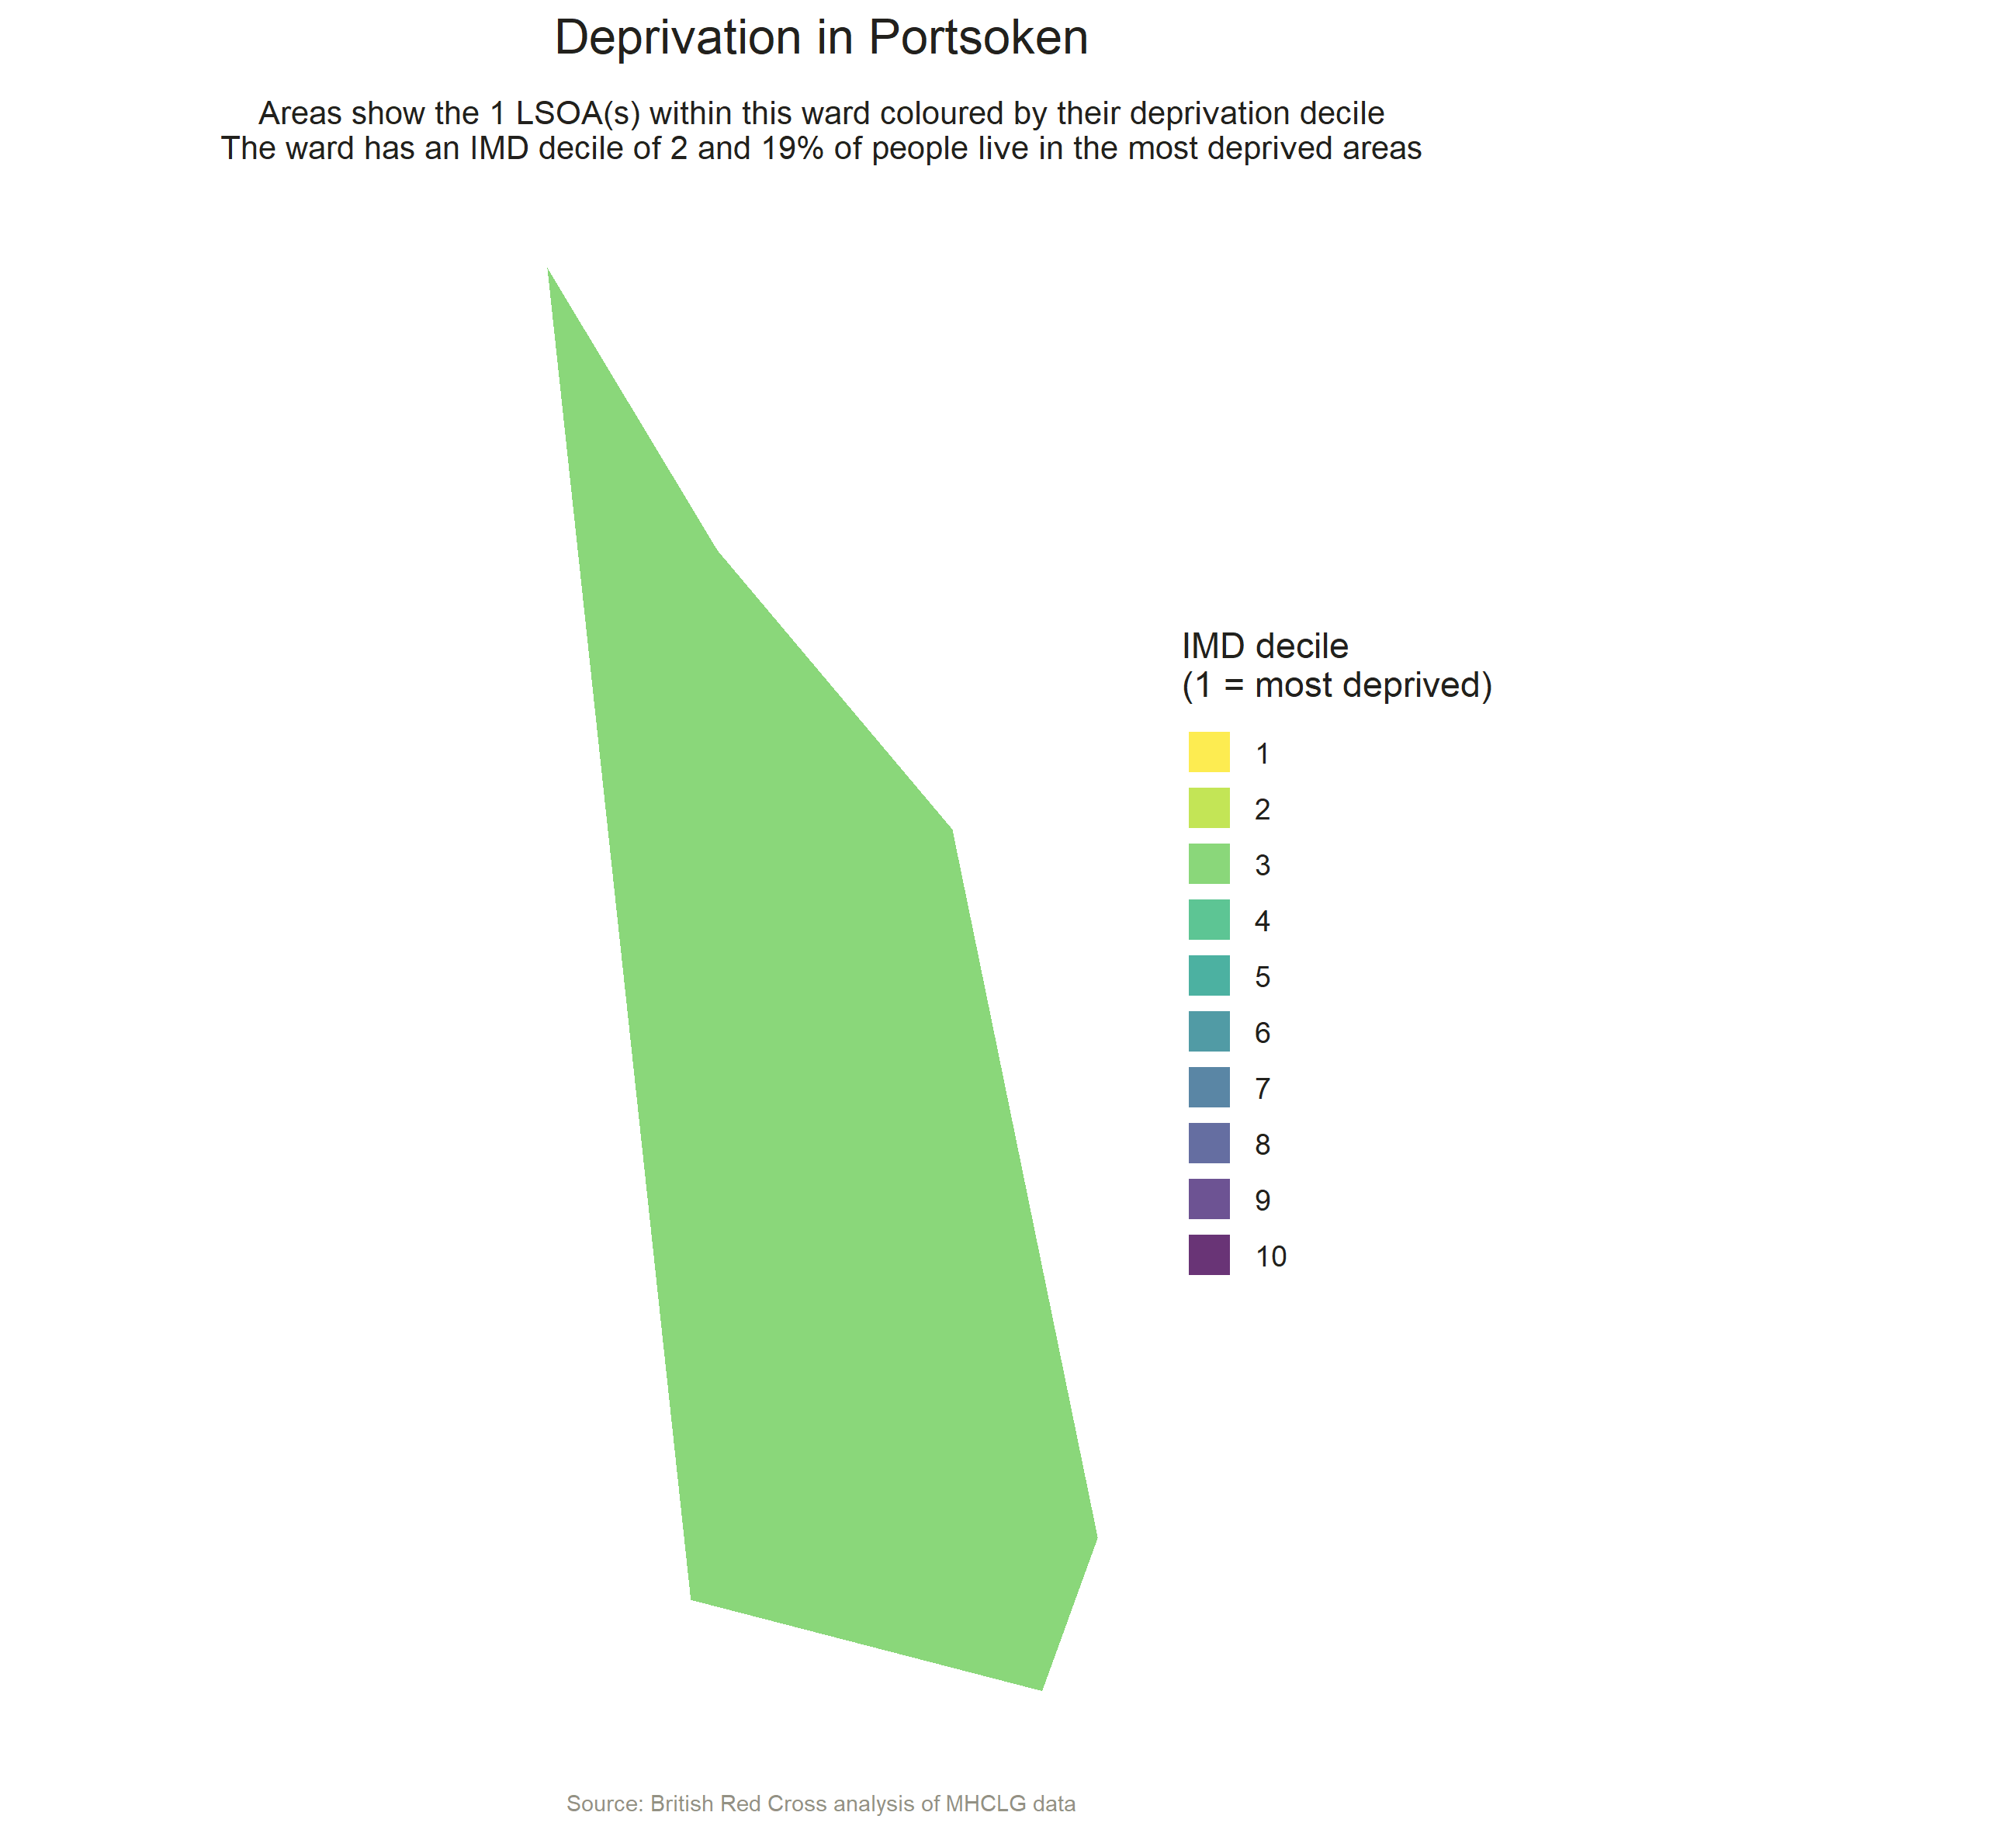 Deprivation in Portsoken
Areas show the 1 LSOA(s) within this ward coloured by their deprivation decile
The ward has an IMD decile of 2 and 19% of people live in the most deprived areas
IMD decile
(1 = most deprived)
1
2
3
4
5
6
7
8
9
10
Source: British Red Cross analysis of MHCLG data